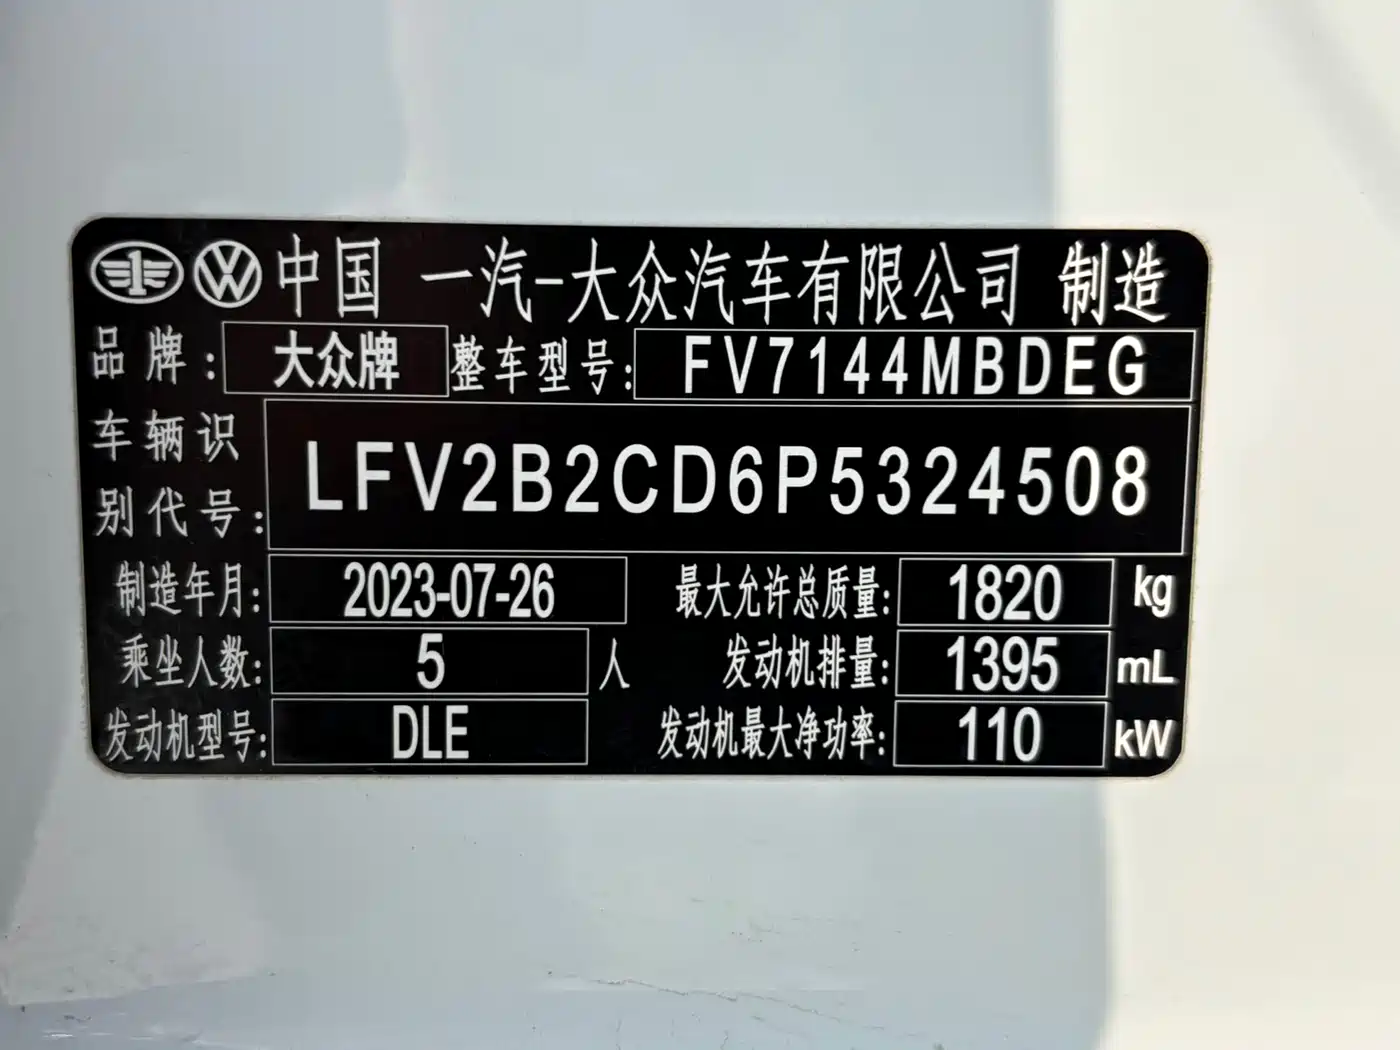 中国 一汽-大众汽车有限公司 制造
品牌: 大众牌 整车型号: FV7144MBDEG
车辆识别代号: LFV2B2CD6P5324508
制造年月: 2023-07-26 最大允许总质量: 1820 kg
乘坐人数: 5 人 发动机排量: 1395 mL
发动机型号: DLE 发动机最大净功率: 110 kW